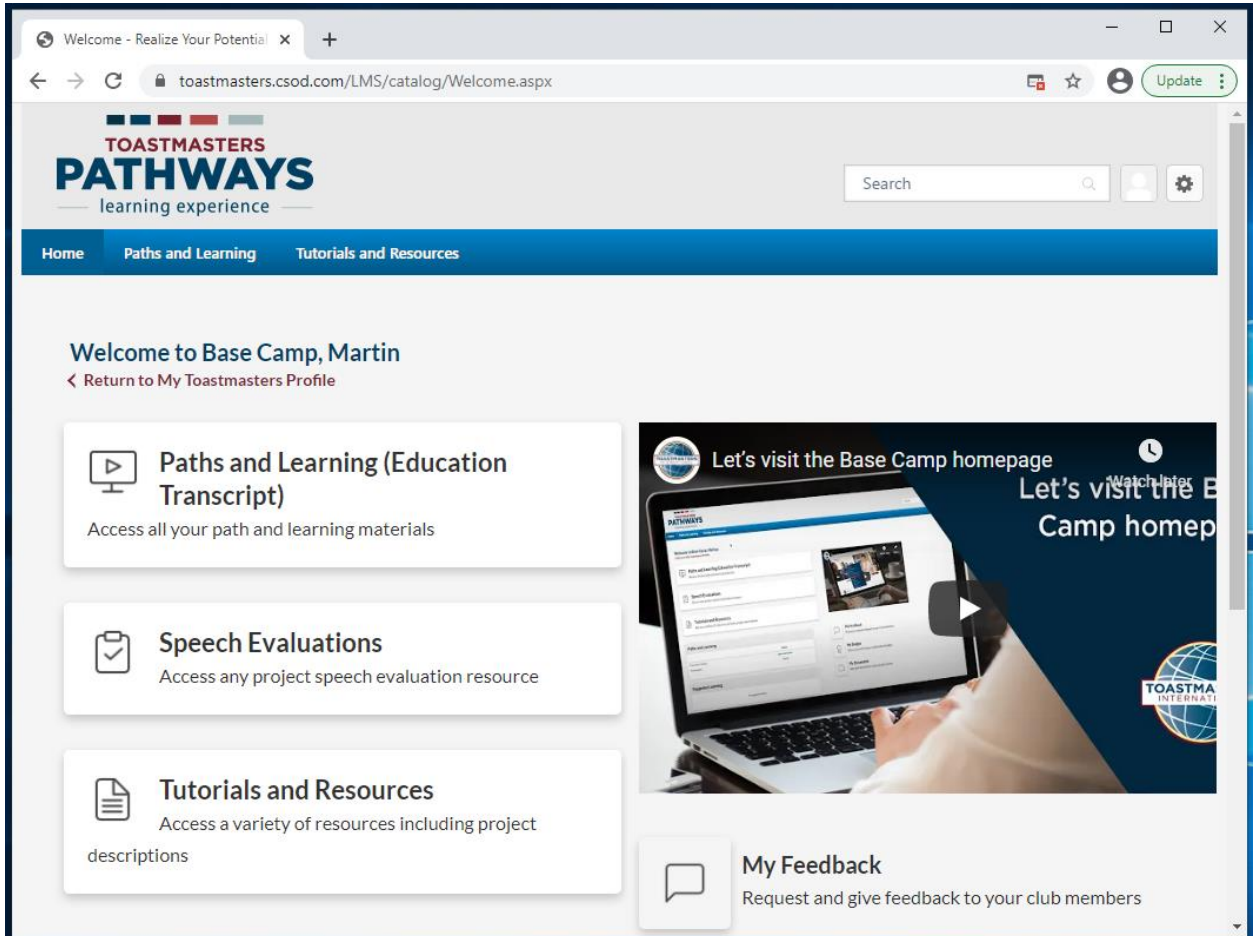 Welcome - Realize Your Potential
toastmasters.csod.com/LMS/catalog/Welcome.aspx
Update
TOASTMASTERS
PATHWAYS
learning experience
Search
Home
Paths and Learning
Tutorials and Resources
Welcome to Base Camp, Martin
Return to My Toastmasters Profile
Paths and Learning (Education
Transcript)
Access all your path and learning materials
Speech Evaluations
Access any project speech evaluation resource
Tutorials and Resources
Access a variety of resources including project
descriptions
Let's visit the Base Camp homepage
Watch later
Let's visit the B
Camp homep
PATHWAYS
TOASTMA
INTERNATI
My Feedback
Request and give feedback to your club members